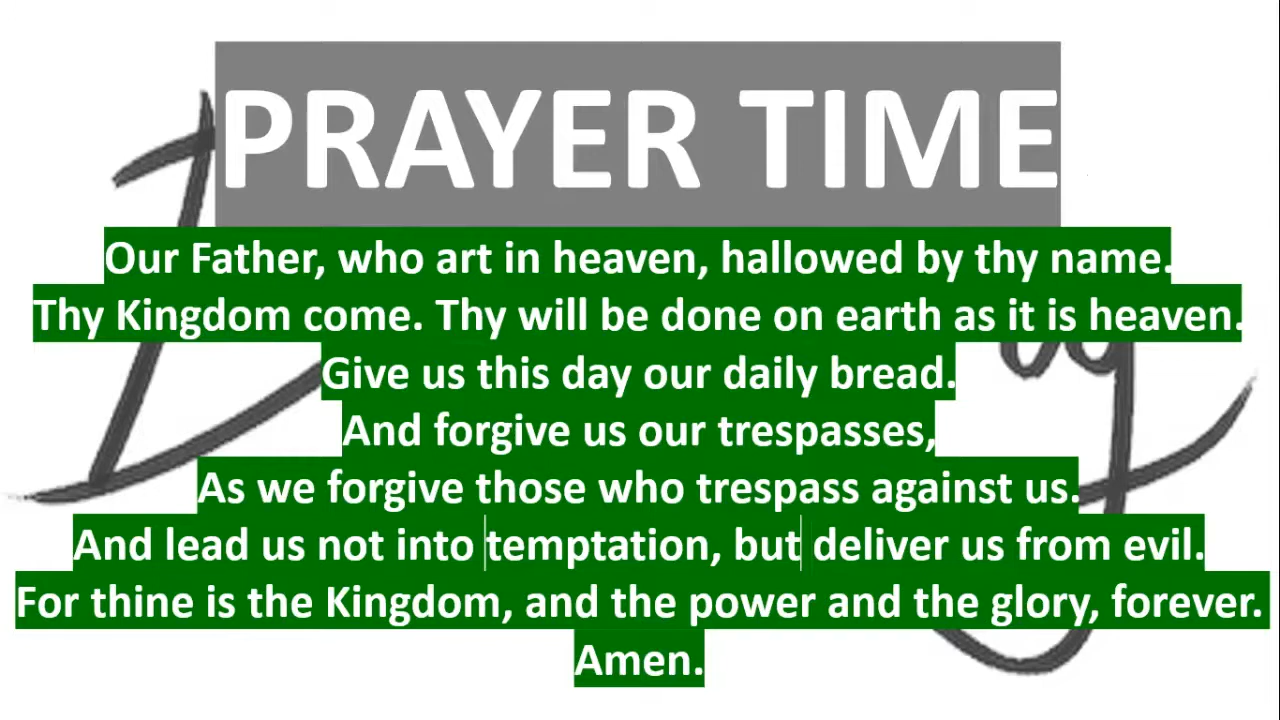 PRAYER TIME
Our Father, who art in heaven, hallowed by thy name.
Thy Kingdom come. Thy will be done on earth as it is heaven.
Give us this day our daily bread.
And forgive us our trespasses,
As we forgive those who trespass against us.
And lead us not into temptation, but deliver us from evil.
For thine is the Kingdom, and the power and the glory, forever.
Amen.